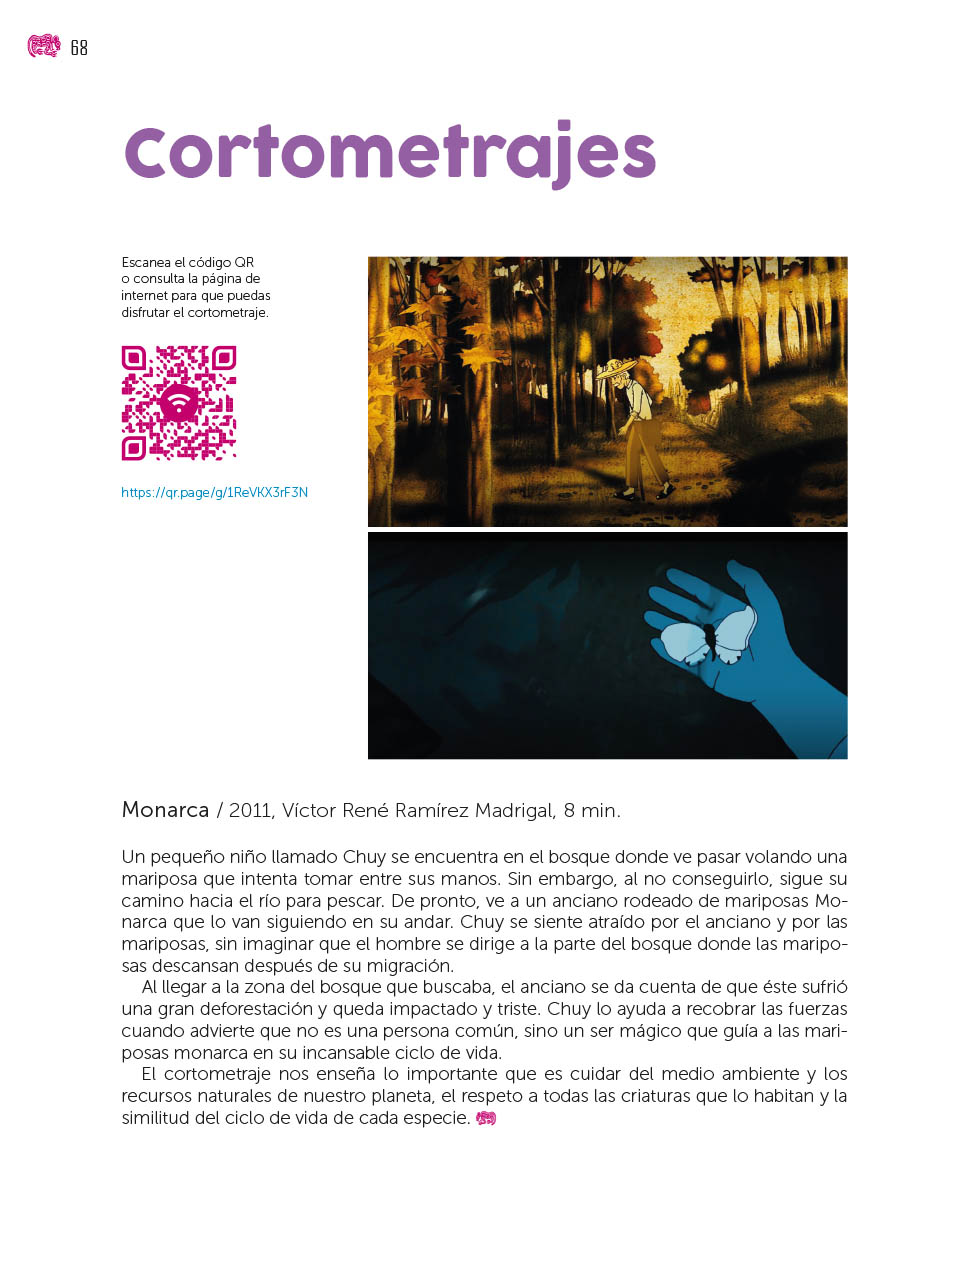 68
Cortometrajes
Escanea el código QR
o consulta la página de
internet para que puedas
disfrutar el cortometraje.
https://qr.page/g/1ReVKX3rF3N
Monarca / 2011, Víctor René Ramírez Madrigal, 8 min.
Un pequeño niño llamado Chuy se encuentra en el bosque donde ve pasar volando una
mariposa que intenta tomar entre sus manos. Sin embargo, al no conseguirlo, sigue su
camino hacia el río para pescar. De pronto, ve a un anciano rodeado de mariposas Mo-
narca que lo van siguiendo en su andar. Chuy se siente atraído por el anciano y por las
mariposas, sin imaginar que el hombre se dirige a la parte del bosque donde las maripo-
sas descansan después de su migración.
Al llegar a la zona del bosque que buscaba, el anciano se da cuenta de que éste sufrió
una gran deforestación y queda impactado y triste. Chuy lo ayuda a recobrar las fuerzas
cuando advierte que no es una persona común, sino un ser mágico que guía a las mari-
posas monarca en su incansable ciclo de vida.
El cortometraje nos enseña lo importante que es cuidar del medio ambiente y los
recursos naturales de nuestro planeta, el respeto a todas las criaturas que lo habitan y la
similitud del ciclo de vida de cada especie.